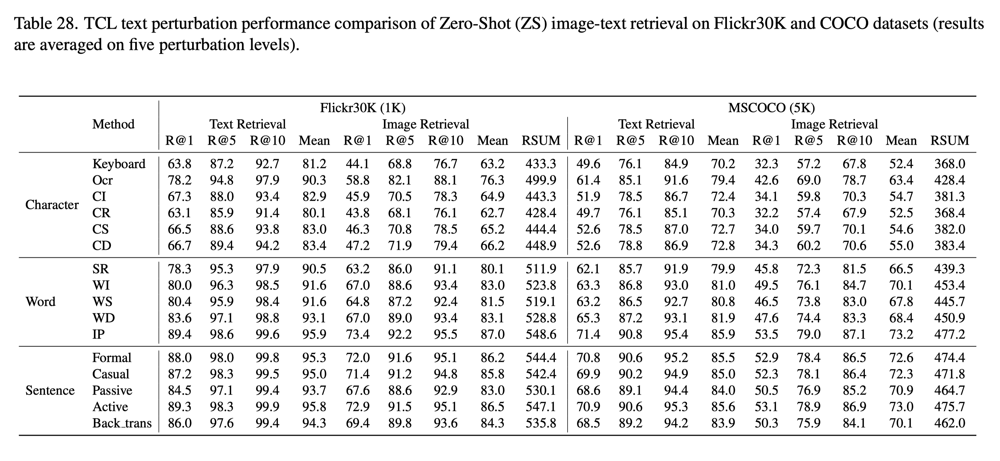 Table 28. TCL text perturbation performance comparison of Zero-Shot (ZS) image-text retrieval on Flickr30K and COCO datasets (results
are averaged on five perturbation levels).
Flickr30K (1K) MSCOCO (5K)
Method Text Retrieval Image Retrieval Text Retrieval Image Retrieval
R@1 R@5 R@10 Mean R@1 R@5 R@10 Mean RSUM R@1 R@5 R@10 Mean R@1 R@5 R@10 Mean RSUM
Keyboard 63.8 87.2 92.7 81.2 44.1 68.8 76.7 63.2 433.3 49.6 76.1 84.9 70.2 32.3 57.2 67.8 52.4 368.0
Ocr 78.2 94.8 97.9 90.3 58.8 82.1 88.1 76.3 499.9 61.4 85.1 91.6 79.4 42.6 69.0 78.7 63.4 428.4
CI 67.3 88.0 93.4 82.9 45.9 70.5 78.3 64.9 443.3 51.9 78.5 86.7 72.4 34.1 59.8 70.3 54.7 381.3
Character
CR 63.1 85.9 91.4 80.1 43.8 68.1 76.1 62.7 428.4 49.7 76.1 85.1 70.3 32.2 57.4 67.9 52.5 368.4
CS 66.5 88.6 93.8 83.0 46.3 70.8 78.5 65.2 444.4 52.6 78.5 87.0 72.7 34.0 59.7 70.1 54.6 382.0
CD 66.7 89.4 94.2 83.4 47.2 71.9 79.4 66.2 448.9 52.6 78.8 86.9 72.8 34.3 60.2 70.6 55.0 383.4
SR 78.3 95.3 97.9 90.5 63.2 86.0 91.1 80.1 511.9 62.1 85.7 91.9 79.9 45.8 72.3 81.5 66.5 439.3
WI 80.0 96.3 98.5 91.6 67.0 88.6 93.4 83.0 523.8 63.3 86.8 93.0 81.0 49.5 76.1 84.7 70.1 453.4
Word WS 80.4 95.9 98.4 91.6 64.8 87.2 92.4 81.5 519.1 63.2 86.5 92.7 80.8 46.5 73.8 83.0 67.8 445.7
WD 83.6 97.1 98.8 93.1 67.0 89.0 93.4 83.1 528.8 65.3 87.2 93.1 81.9 47.6 74.4 83.3 68.4 450.9
IP 89.4 98.6 99.6 95.9 73.4 92.2 95.5 87.0 548.6 71.4 90.8 95.4 85.9 53.5 79.0 87.1 73.2 477.2
Formal 88.0 98.0 99.8 95.3 72.0 91.6 95.1 86.2 544.4 70.8 90.6 95.2 85.5 52.9 78.4 86.5 72.6 474.4
Casual 87.2 98.3 99.5 95.0 71.4 91.2 94.8 85.8 542.4 69.9 90.2 94.9 85.0 52.3 78.1 86.4 72.3 471.8
Sentence Passive 84.5 97.1 99.4 93.7 67.6 88.6 92.9 83.0 530.1 68.6 89.1 94.4 84.0 50.5 76.9 85.2 70.9 464.7
Active 89.3 98.3 99.9 95.8 72.9 91.5 95.1 86.5 547.1 70.9 90.6 95.3 85.6 53.1 78.9 86.9 73.0 475.7
Back_trans 86.0 97.6 99.4 94.3 69.4 89.8 93.6 84.3 535.8 68.5 89.2 94.2 83.9 50.3 75.9 84.1 70.1 462.0